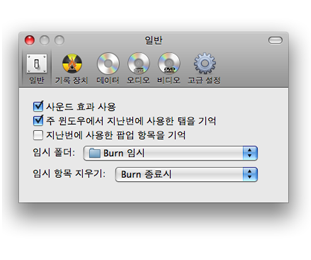 일반
일반 기록 장치 데이터 오디오 비디오 고급 설정
사운드 효과 사용
주 윈도우에서 지난번에 사용한 탭을 기억
지난번에 사용한 팝업 항목을 기억
임시 폴더: Burn 임시
임시 항목 지우기: Burn 종료시